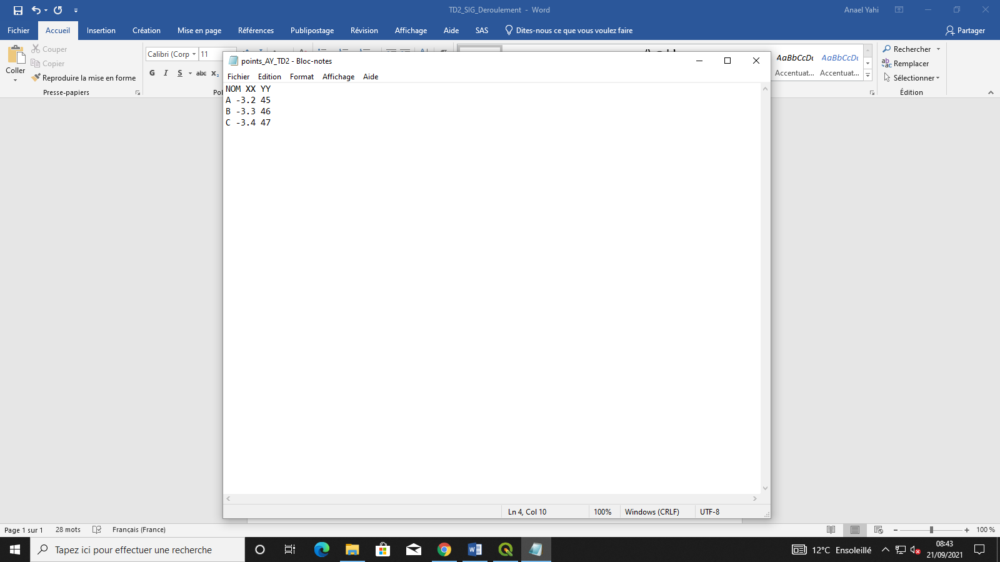 TD2_SIG_Deroulement - Word
Anael Yahi
Fichier Accueil Insertion Création Mise en page Références Publipostage Révision Affichage Aide SAS Dites-nous ce que vous voulez faire Partager
Coller
Couper
Copier
Reproduire la mise en forme
Presse-papiers
Calibri (Corp 11
G I S abc x₂
Pol
AaBbCcDc AaBbCcDc
Accentuat... Accentuat...
Rechercher
Remplacer
Sélectionner
Édition
points_AY_TD2 - Bloc-notes
Fichier Edition Format Affichage Aide
NOM XX YY
A -3.2 45
B -3.3 46
C -3.4 47
Ln 4, Col 10 100% Windows (CRLF) UTF-8
Page 1 sur 1 28 mots Français (France) 100 %
Tapez ici pour effectuer une recherche
12°C Ensoleillé
08:43
21/09/2021